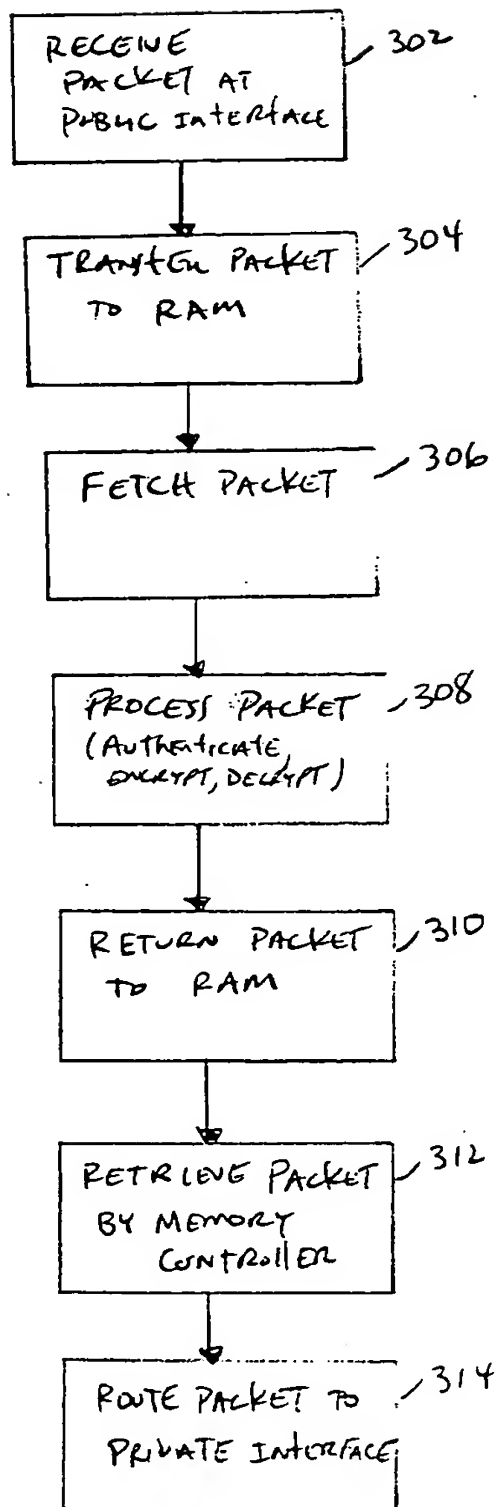 RECEIVE
PACKET AT
PUBLIC INTERFACE
302
TRANSFER PACKET
TO RAM
304
FETCH PACKET
306
PROCESS PACKET
(AUTHENTICATE,
ENCRYPT, DECRYPT)
308
RETURN PACKET
TO RAM
310
RETRIEVE PACKET
BY MEMORY
CONTROLLER
312
ROUTE PACKET TO
PRIVATE INTERFACE
314